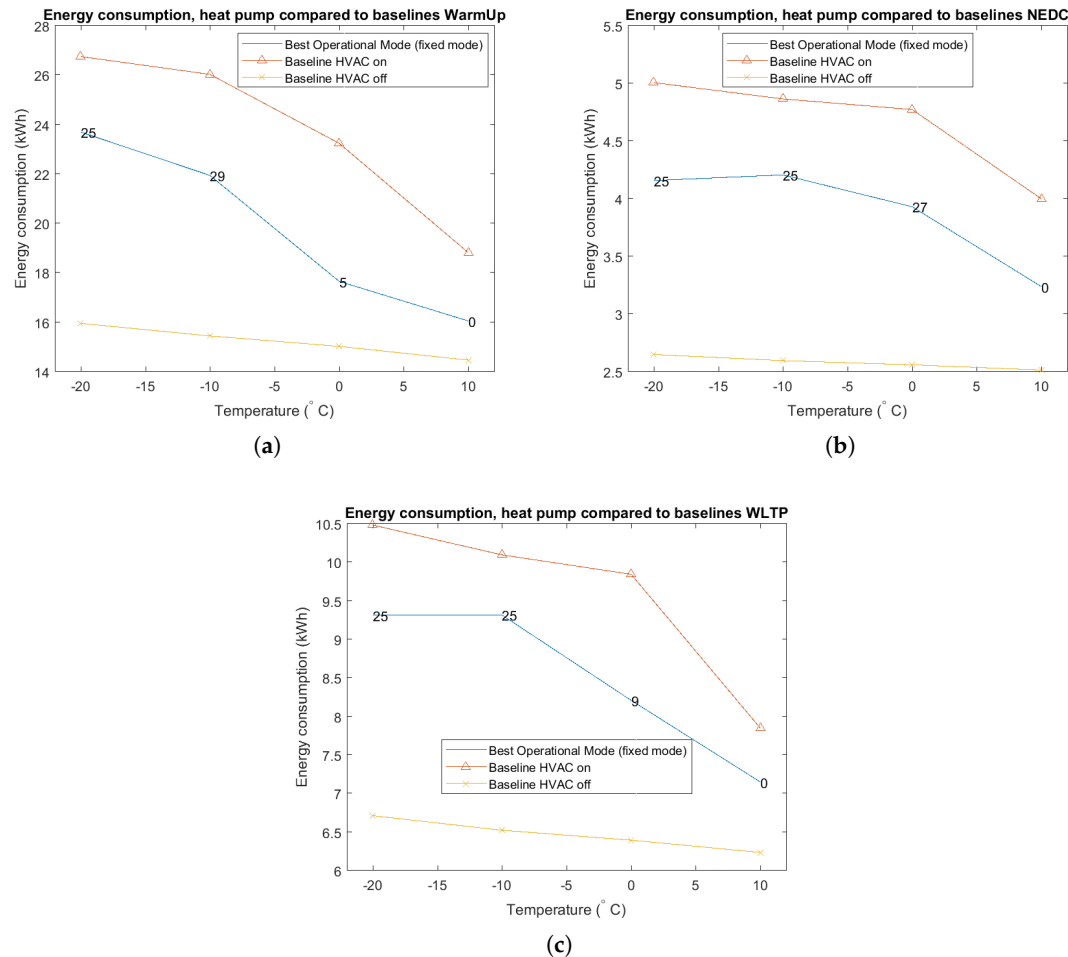 Energy consumption, heat pump compared to baselines WarmUp
28
26
24
22
20
18
16
14
Energy consumption (kWh)
Best Operational Mode (fixed mode)
Baseline HVAC on
Baseline HVAC off
25
29
5
0
-20 -15 -10 -5 0 5 10
Temperature (° C)
(a)
Energy consumption, heat pump compared to baselines NEDC
5.5
5
4.5
4
3.5
3
2.5
Energy consumption (kWh)
Best Operational Mode (fixed mode)
Baseline HVAC on
Baseline HVAC off
25
25
27
0
-20 -15 -10 -5 0 5 10
Temperature (° C)
(b)
Energy consumption, heat pump compared to baselines WLTP
10.5
10
9.5
9
8.5
8
7.5
7
6.5
6
Energy consumption (kWh)
25
25
9
0
Best Operational Mode (fixed mode)
Baseline HVAC on
Baseline HVAC off
-20 -15 -10 -5 0 5 10
Temperature (° C)
(c)